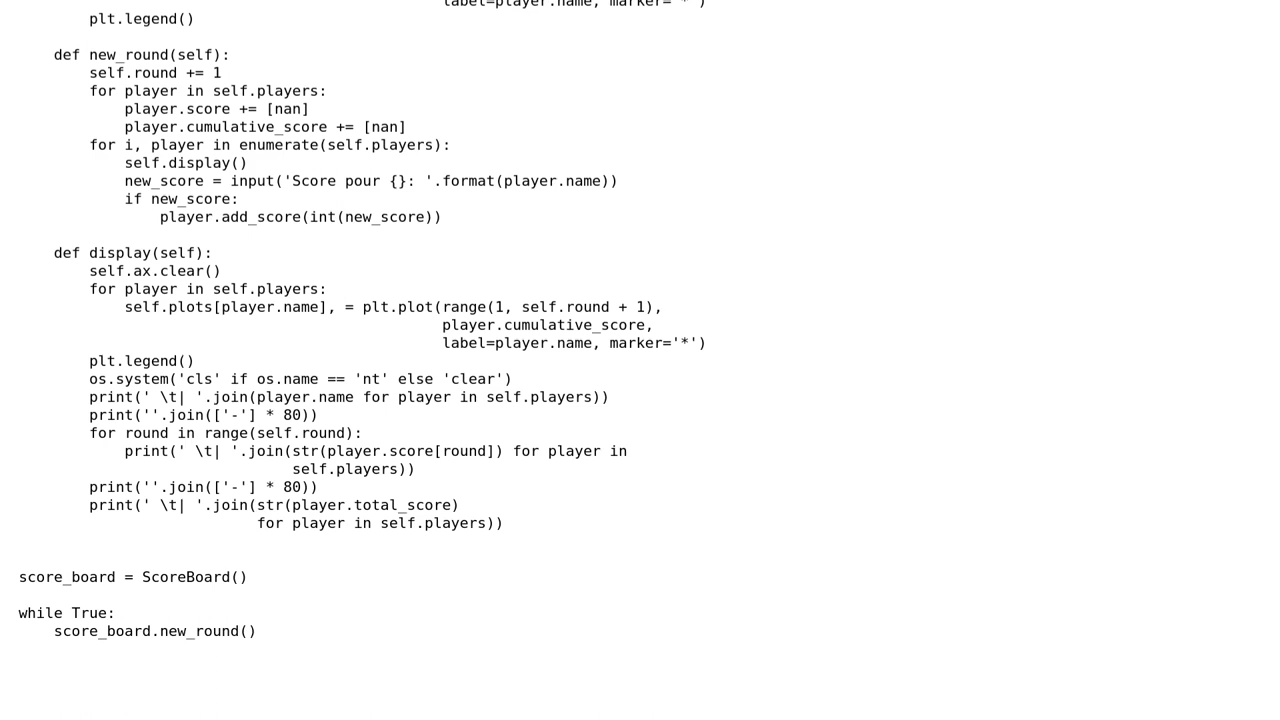 label=player.name, marker='*')
        plt.legend()

    def new_round(self):
        self.round += 1
        for player in self.players:
            player.score += [nan]
            player.cumulative_score += [nan]
        for i, player in enumerate(self.players):
            self.display()
            new_score = input('Score pour {}: '.format(player.name))
            if new_score:
                player.add_score(int(new_score))

    def display(self):
        self.ax.clear()
        for player in self.players:
            self.plots[player.name], = plt.plot(range(1, self.round + 1),
                                                player.cumulative_score,
                                                label=player.name, marker='*')
        plt.legend()
        os.system('cls' if os.name == 'nt' else 'clear')
        print(' \t| '.join(player.name for player in self.players))
        print(''.join(['-'] * 80))
        for round in range(self.round):
            print(' \t| '.join(str(player.score[round]) for player in
                               self.players))
        print(''.join(['-'] * 80))
        print(' \t| '.join(str(player.total_score)
                           for player in self.players))


score_board = ScoreBoard()

while True:
    score_board.new_round()